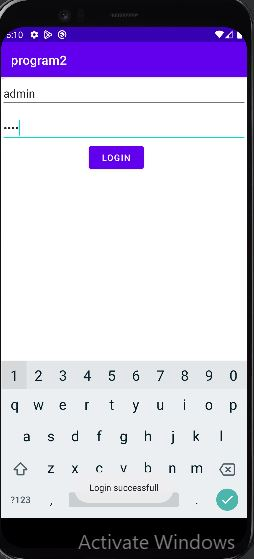 5:10
program2
admin
••••
LOGIN
1 2 3 4 5 6 7 8 9 0
q w e r t y u i o p
a s d f g h j k l
z x c v b n m
Login successfull
?123 , .
Activate Windows